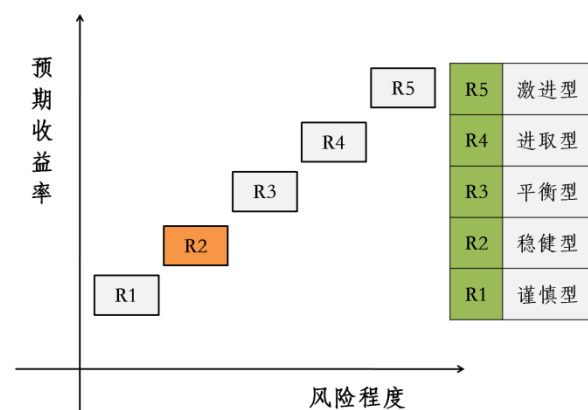 预期收益率
R5
R4
R3
R2
R1
风险程度
R5 激进型
R4 进取型
R3 平衡型
R2 稳健型
R1 谨慎型